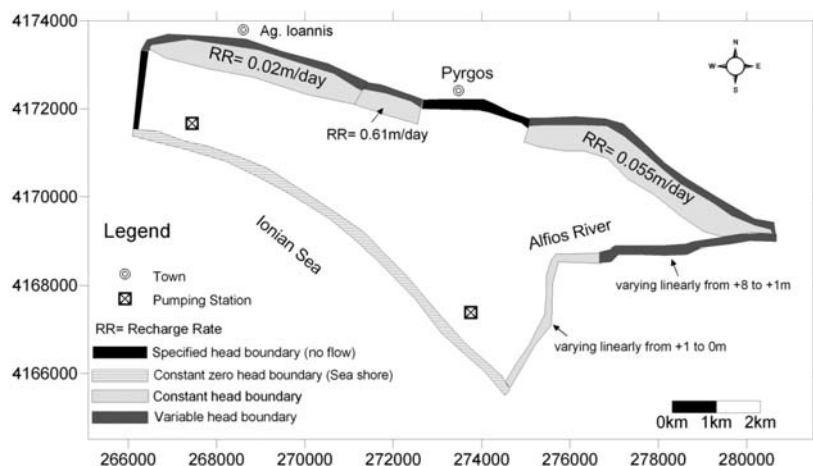 4174000
4172000
4170000
4168000
4166000
266000 268000 270000 272000 274000 276000 278000 280000
Ag. Ioannis
RR= 0.02m/day
RR= 0.61m/day
Pyrgos
N
W E
S
RR= 0.055m/day
Ionian Sea
Alfios River
varying linearly from +8 to +1m
varying linearly from +1 to 0m
Legend
Town
Pumping Station
RR= Recharge Rate
Specified head boundary (no flow)
Constant zero head boundary (Sea shore)
Constant head boundary
Variable head boundary
0km 1km 2km